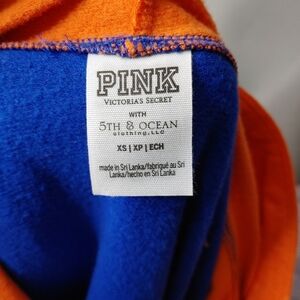 PINK
VICTORIA'S SECRET
WITH
5TH & OCEAN
clothing, LLC
XS | XP | ECH
made in Sri Lanka/fabriqué au Sri
Lanka/hecho en Sri Lanka